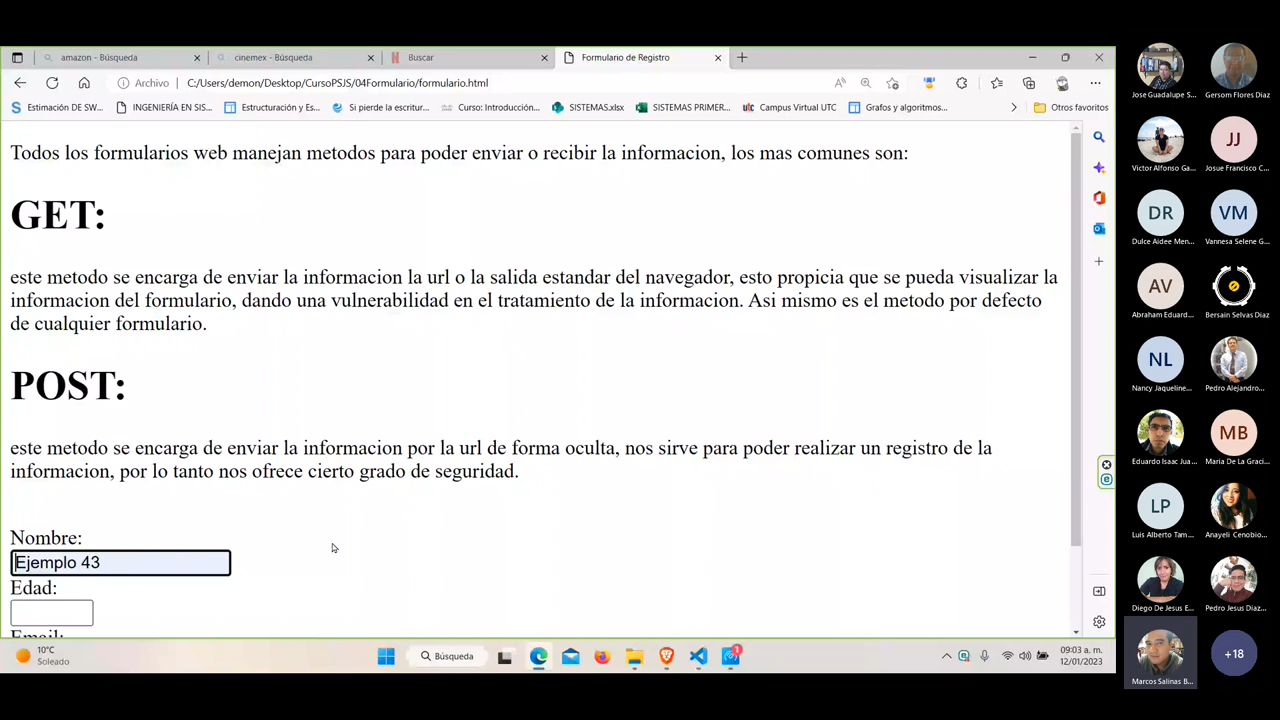 amazon - Búsqueda
cinemex - Búsqueda
Buscar
Formulario de Registro
Archivo
C:/Users/demon/Desktop/CursoPSJS/04Formulario/formulario.html
Estimación DE SW...
INGENIERÍA EN SIS...
Estructuración y Es...
Si pierde la escritur...
Curso: Introducción...
SISTEMAS.xlsx
SISTEMAS PRIMER...
Campus Virtual UTC
Grafos y algoritmos...
Otros favoritos
Todos los formularios web manejan metodos para poder enviar o recibir la informacion, los mas comunes son:
GET:
este metodo se encarga de enviar la informacion la url o la salida estandar del navegador, esto propicia que se pueda visualizar la
informacion del formulario, dando una vulnerabilidad en el tratamiento de la informacion. Asi mismo es el metodo por defecto
de cualquier formulario.
POST:
este metodo se encarga de enviar la informacion por la url de forma oculta, nos sirve para poder realizar un registro de la
informacion, por lo tanto nos ofrece cierto grado de seguridad.
Nombre:
Ejemplo 43
Edad:
Email:
10°C
Soleado
Búsqueda
1
09:03 a. m.
12/01/2023
Jose Guadalupe S...
Gersom Flores Diaz
Victor Alfonso Ga...
JJ
Josue Francisco C...
DR
Dulce Aidee Men...
VM
Vannesa Selene G...
AV
Abraham Eduard...
Bersain Selvas Diaz
NL
Nancy Jaqueline...
Pedro Alejandro...
Eduardo Isaac Jua...
MB
Maria De La Graci...
LP
Luis Alberto Tam...
Anayeli Cenobio...
Diego De Jesus E...
Pedro Jesus Diaz...
Marcos Salinas B...
+18